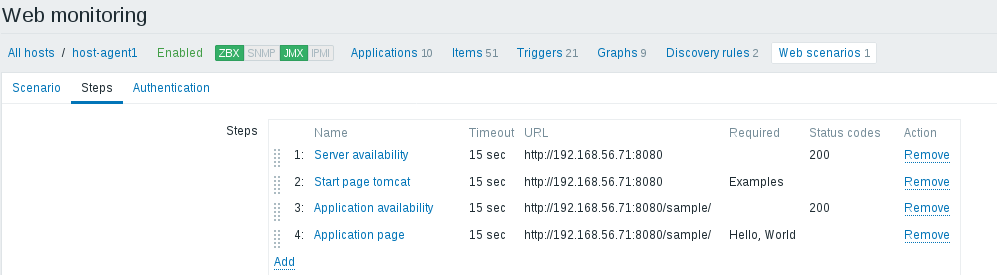 Web monitoring
All hosts / host-agent1 Enabled ZBX SNMP JMX IPMI Applications 10 Items 51 Triggers 21 Graphs 9 Discovery rules 2 Web scenarios 1
Scenario Steps Authentication
Steps Name Timeout URL Required Status codes Action
1: Server availability 15 sec http://192.168.56.71:8080 200 Remove
2: Start page tomcat 15 sec http://192.168.56.71:8080 Examples Remove
3: Application availability 15 sec http://192.168.56.71:8080/sample/ 200 Remove
4: Application page 15 sec http://192.168.56.71:8080/sample/ Hello, World Remove
Add